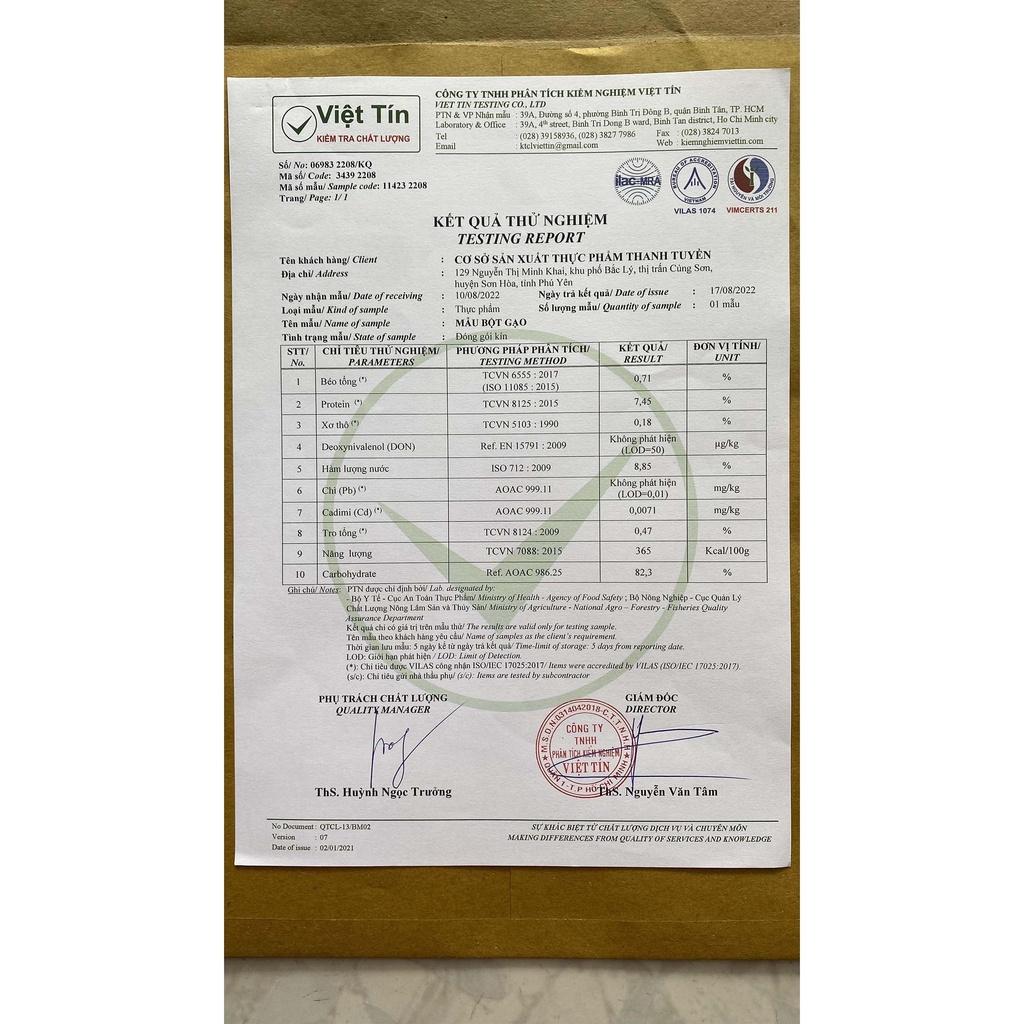 Việt Tín
KIỂM TRA CHẤT LƯỢNG
CÔNG TY TNHH PHÂN TÍCH KIỂM NGHIỆM VIỆT TÍN
VIET TIN TESTING CO., LTD
PTN & VP Nhận mẫu : 39A, Đường số 4, phường Bình Trị Đông B, quận Bình Tân, TP. HCM
Laboratory & Office : 39A, 4th street, Binh Tri Dong B ward, Binh Tan district, Ho Chi Minh city
Tel : (028) 39158936, (028) 3827 7986 Fax : (028) 3824 7013
Email : ktclviettin@gmail.com Web : kiemnghiemviettin.com
Số/ No: 06983 2208/KQ
Mã số/ Code: 3439 2208
Mã số mẫu/ Sample code: 11423 2208
Trang/ Page: 1/ 1
ilac-MRA
BUREAU OF ACCREDITATION
VIETNAM
VILAS 1074
TÀI NGUYÊN VÀ MÔI TRƯỜNG
VIMCERTS 211
KẾT QUẢ THỬ NGHIỆM
TESTING REPORT
Tên khách hàng/ Client : CƠ SỞ SẢN XUẤT THỰC PHẨM THANH TUYỀN
Địa chỉ/ Address : 129 Nguyễn Thị Minh Khai, khu phố Bắc Lý, thị trấn Củng Sơn,
huyện Sơn Hòa, tỉnh Phú Yên
Ngày nhận mẫu/ Date of receiving : 10/08/2022 Ngày trả kết quả/ Date of issue : 17/08/2022
Loại mẫu/ Kind of sample : Thực phẩm Số lượng mẫu/ Quantity of sample : 01 mẫu
Tên mẫu/ Name of sample : MẪU BỘT GẠO
Tình trạng mẫu/ State of sample : Đóng gói kín
STT/ CHỈ TIÊU THỬ NGHIỆM/ PHƯƠNG PHÁP PHÂN TÍCH/ KẾT QUẢ/ ĐƠN VỊ TÍNH/
No. PARAMETERS TESTING METHOD RESULT UNIT
1 Béo tổng (*) TCVN 6555 : 2017 0,71 %
(ISO 11085 : 2015)
2 Protein (*) TCVN 8125 : 2015 7,45 %
3 Xơ thô (*) TCVN 5103 : 1990 0,18 %
4 Deoxynivalenol (DON) Ref. EN 15791 : 2009 Không phát hiện µg/kg
(LOD=50)
5 Hàm lượng nước ISO 712 : 2009 8,85 %
6 Chì (Pb) (*) AOAC 999.11 Không phát hiện mg/kg
(LOD=0,01)
7 Cadimi (Cd) (*) AOAC 999.11 0,0071 mg/kg
8 Tro tổng (*) TCVN 8124 : 2009 0,47 %
9 Năng lượng TCVN 7088: 2015 365 Kcal/100g
10 Carbohydrate Ref. AOAC 986.25 82,3 %
Ghi chú/ Notes: PTN được chỉ định bởi/ Lab. designated by:
- Bộ Y Tế - Cục An Toàn Thực Phẩm/ Ministry of Health - Agency of Food Safety ; Bộ Nông Nghiệp - Cục Quản Lý
Chất Lượng Nông Lâm Sản và Thủy Sản/ Ministry of Agriculture - National Agro – Forestry - Fisheries Quality
Assurance Department
Kết quả chỉ có giá trị trên mẫu thử/ The results are valid only for testing sample.
Tên mẫu theo khách hàng yêu cầu/ Name of samples as the client's requirement.
Thời gian lưu mẫu: 5 ngày kể từ ngày trả kết quả/ Time-limit of storage: 5 days from reporting date.
LOD: Giới hạn phát hiện / LOD: Limit of Detection.
(*): Chỉ tiêu được VILAS công nhận ISO/IEC 17025:2017/ Items were accredited by VILAS (ISO/IEC 17025:2017).
(s/c): Chỉ tiêu gửi nhà thầu phụ/ (s/c): Items are tested by subcontractor
PHỤ TRÁCH CHẤT LƯỢNG GIÁM ĐỐC
QUALITY MANAGER DIRECTOR
M.S.D.N:0314042018-C.T.T.N.H.H
CÔNG TY
TNHH
PHÂN TÍCH KIỂM NGHIỆM
VIỆT TÍN
QUẬN 1 - T.P HỒ CHÍ MINH
ThS. Huỳnh Ngọc Trưởng ThS. Nguyễn Văn Tâm
No Document : QTCL-13/BM02
Version : 07
Date of issue : 02/01/2021
SỰ KHÁC BIỆT TỪ CHẤT LƯỢNG DỊCH VỤ VÀ CHUYÊN MÔN
MAKING DIFFERENCES FROM QUALITY OF SERVICES AND KNOWLEDGE